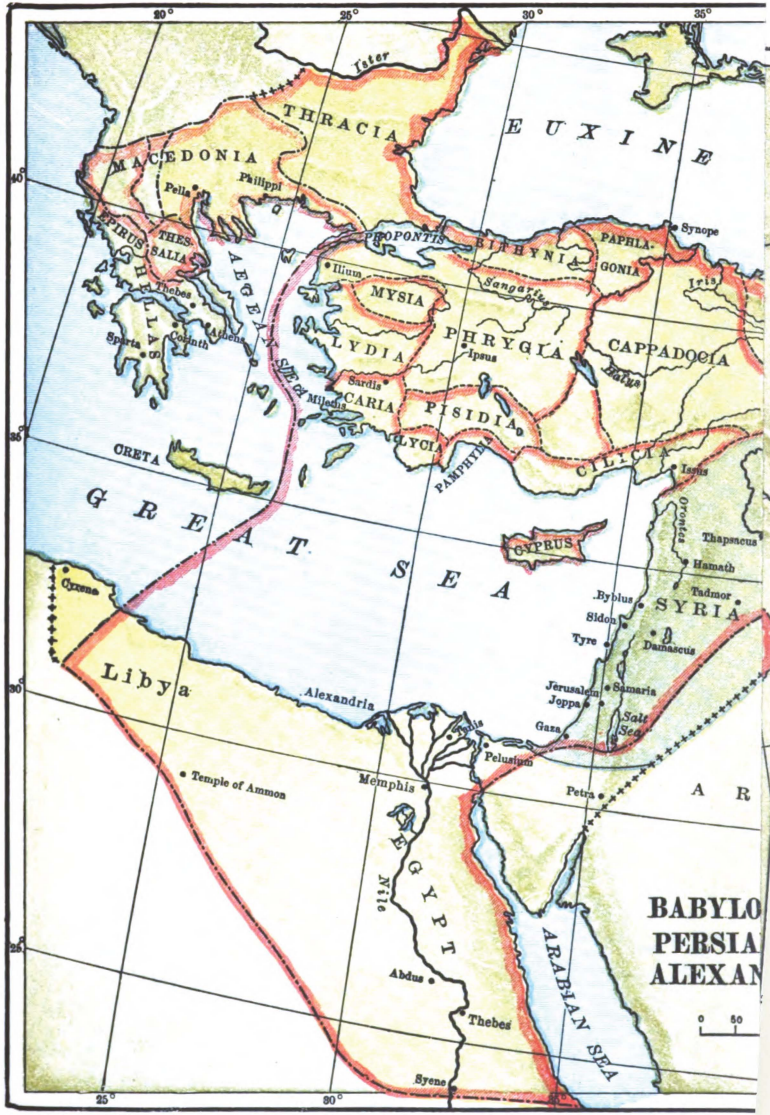 20°
25°
30°
35°
Ister
THRACIA
EUXINE
MACEDONIA
40°
Pella
Philippi
Synope
EPIRUS
THES-
SALIA
PROPONTIS
BITHYNIA
PAPHLA-
GONIA
AEGEAN SEA
Ilium
Sangarius
Iris
HELLAS
MYSIA
Thebes
PHRYGIA
LYDIA
Ipsus
CAPPADOCIA
Sparta
Corinth
Athens
Halys
Sardis
Miletus
CARIA
PISIDIA
35°
LYCIA
PAMPHYLIA
CILICIA
CRETA
Issus
GREAT SEA
Orontes
Thapsacus
CYPRUS
Hamath
Cyrene
Tadmor
Byblus
SYRIA
Sidon
Damascus
Tyre
Libya
30°
Alexandria
Jerusalem
Samaria
Joppa
Salt
Sea
Gaza
Tanis
Pelusium
Temple of Ammon
Memphis
Petra
AR
EGYPT
Nile
BABYLO
PERSIA
ALEXAN
25°
ARABIAN SEA
Abdus
0 50
Thebes
Syene
25°
30°